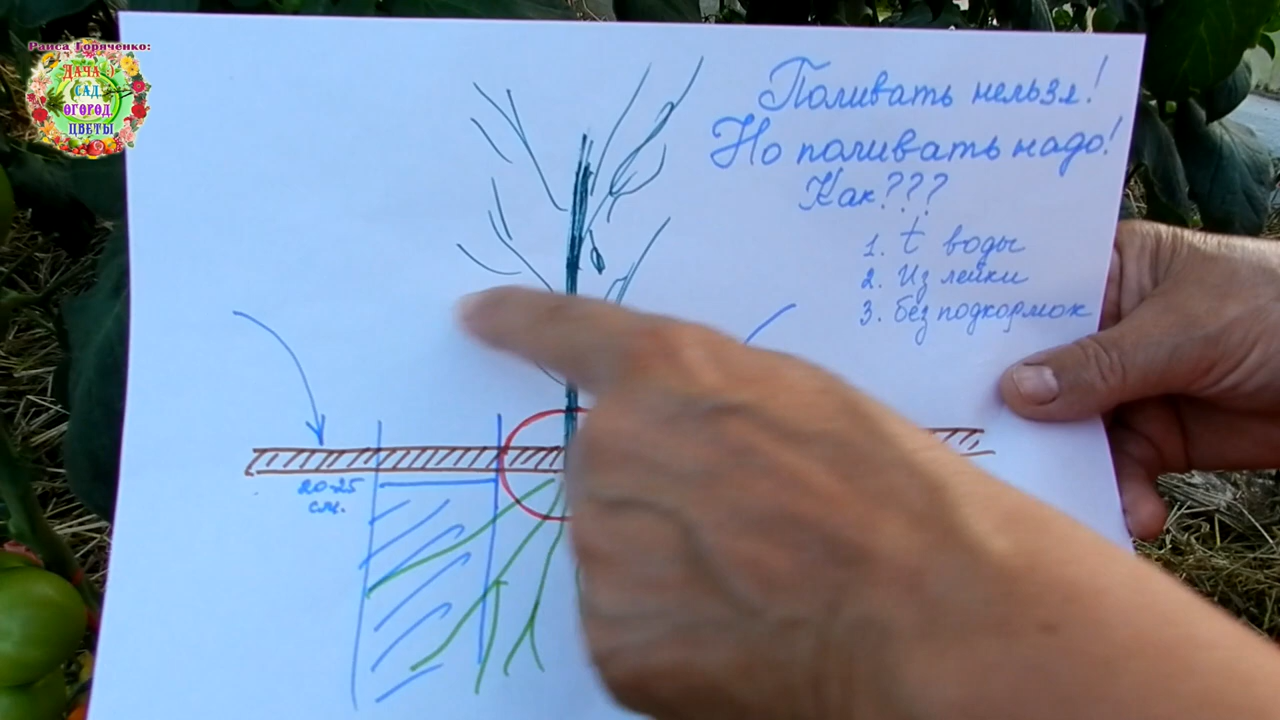 Раиса Горяченко:
Дача :)
САД,
ОГОРОД,
ЦВЕТЫ
Поливать нельзя!
Но поливать надо!
Как???
1. t воды
2. Из лейки
3. без подкормок
20-25
см.